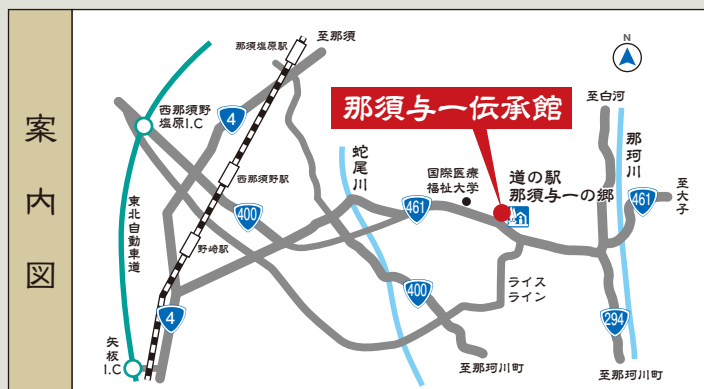 案内図
那須塩原駅
至那須
N
西那須野
塩原I.C
4
那須与一伝承館
至白河
蛇尾川
国際医療
福祉大学
道の駅
那須与一の郷
那珂川
461
至大子
西那須野駅
東北自動車道
400
461
野崎駅
400
ライス
ライン
4
294
矢板
I.C
至那珂川町
至那珂川町